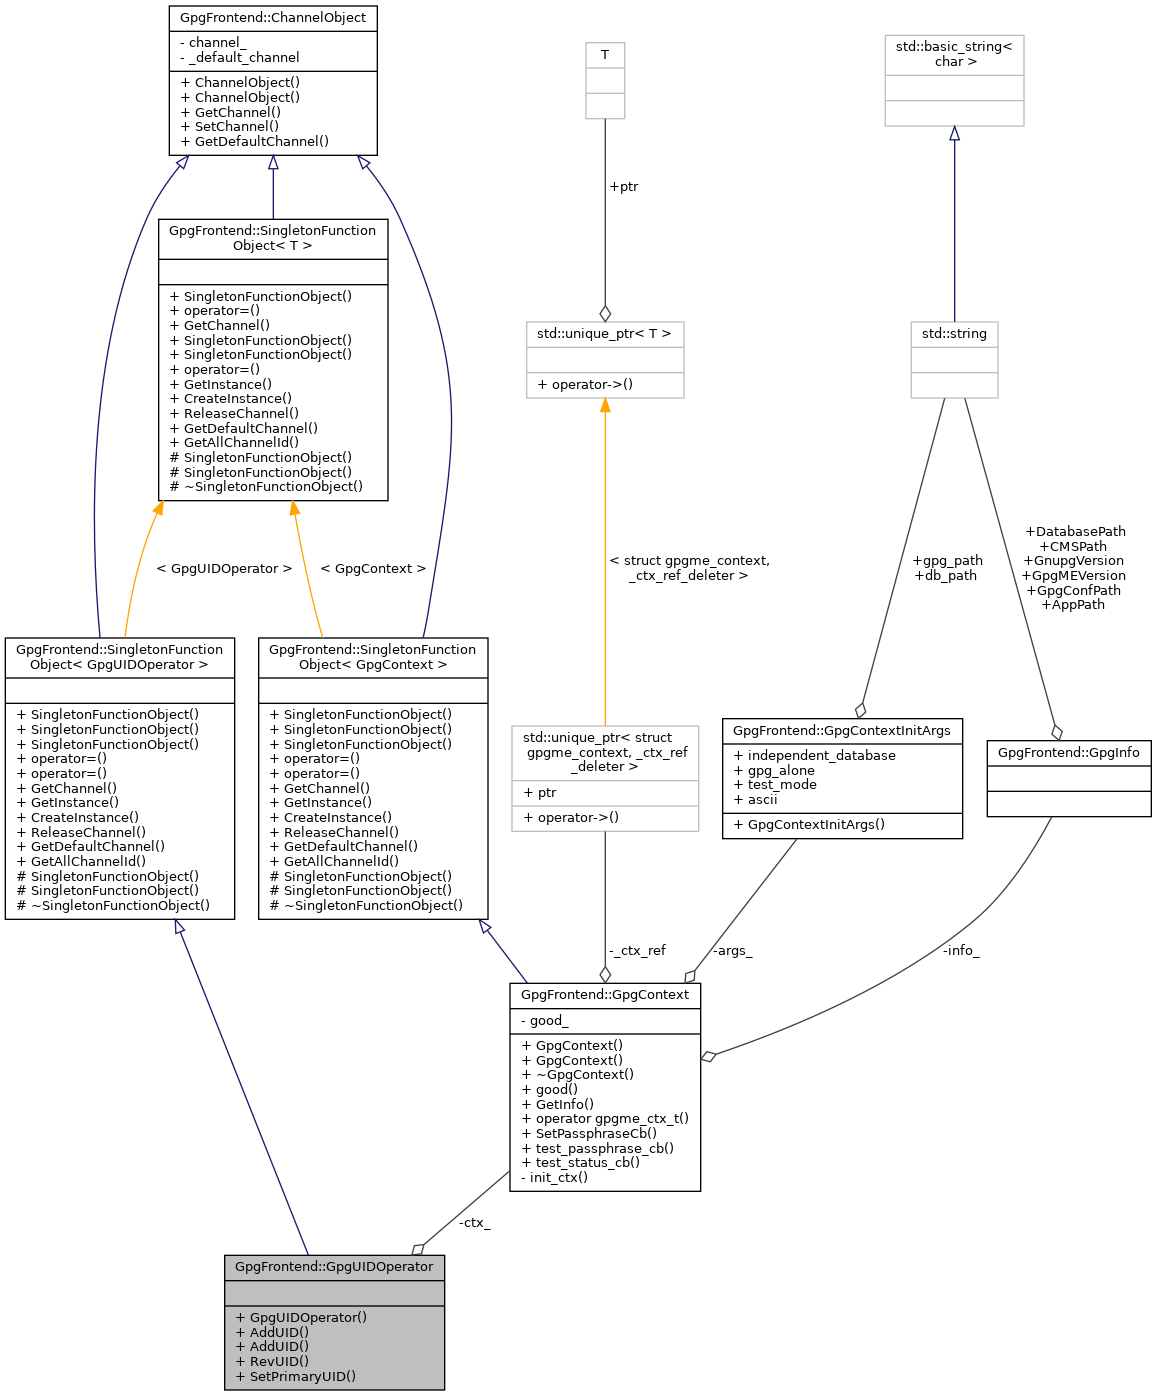 GpgFrontend::ChannelObject
- channel_
- _default_channel
+ ChannelObject()
+ ChannelObject()
+ GetChannel()
+ SetChannel()
+ GetDefaultChannel()
T
+ptr
std::basic_string<
char >
GpgFrontend::SingletonFunction
Object< T >
+ SingletonFunctionObject()
+ operator=()
+ GetChannel()
+ SingletonFunctionObject()
+ SingletonFunctionObject()
+ operator=()
+ GetInstance()
+ CreateInstance()
+ ReleaseChannel()
+ GetDefaultChannel()
+ GetAllChannelId()
# SingletonFunctionObject()
# SingletonFunctionObject()
# ~SingletonFunctionObject()
std::unique_ptr< T >
+ operator->()
std::string
< GpgUIDOperator >
< GpgContext >
< struct gpgme_context,
_ctx_ref_deleter >
+gpg_path
+db_path
+DatabasePath
+CMSPath
+GnupgVersion
+GpgMEVersion
+GpgConfPath
+AppPath
GpgFrontend::SingletonFunction
Object< GpgUIDOperator >
+ SingletonFunctionObject()
+ SingletonFunctionObject()
+ SingletonFunctionObject()
+ operator=()
+ operator=()
+ GetChannel()
+ GetInstance()
+ CreateInstance()
+ ReleaseChannel()
+ GetDefaultChannel()
+ GetAllChannelId()
# SingletonFunctionObject()
# SingletonFunctionObject()
# ~SingletonFunctionObject()
GpgFrontend::SingletonFunction
Object< GpgContext >
+ SingletonFunctionObject()
+ SingletonFunctionObject()
+ SingletonFunctionObject()
+ operator=()
+ operator=()
+ GetChannel()
+ GetInstance()
+ CreateInstance()
+ ReleaseChannel()
+ GetDefaultChannel()
+ GetAllChannelId()
# SingletonFunctionObject()
# SingletonFunctionObject()
# ~SingletonFunctionObject()
std::unique_ptr< struct
gpgme_context, _ctx_ref
_deleter >
+ ptr
+ operator->()
GpgFrontend::GpgContextInitArgs
+ independent_database
+ gpg_alone
+ test_mode
+ ascii
+ GpgContextInitArgs()
GpgFrontend::GpgInfo
-_ctx_ref
-args_
-info_
GpgFrontend::GpgContext
- good_
+ GpgContext()
+ GpgContext()
+ ~GpgContext()
+ good()
+ GetInfo()
+ operator gpgme_ctx_t()
+ SetPassphraseCb()
+ test_passphrase_cb()
+ test_status_cb()
- init_ctx()
-ctx_
GpgFrontend::GpgUIDOperator
+ GpgUIDOperator()
+ AddUID()
+ AddUID()
+ RevUID()
+ SetPrimaryUID()